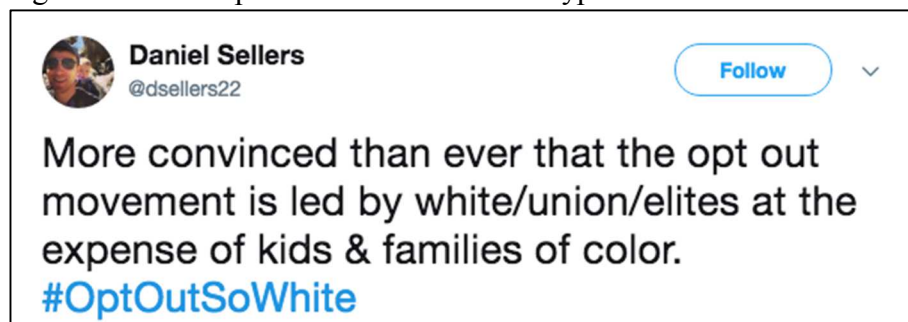 Daniel Sellers
@dsellers22
Follow
More convinced than ever that the opt out
movement is led by white/union/elites at the
expense of kids & families of color.
#OptOutSoWhite